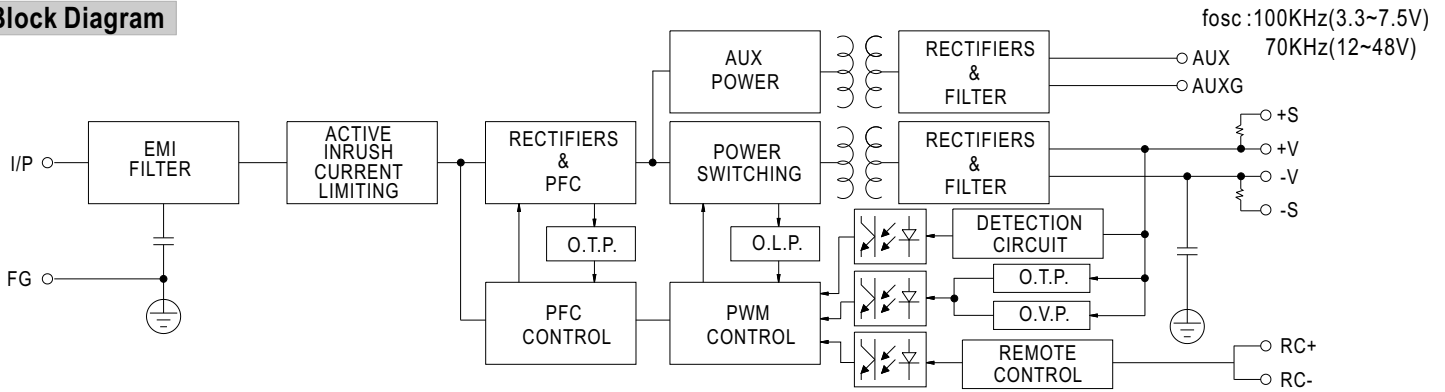 Block Diagram
fosc :100KHz(3.3~7.5V)
70KHz(12~48V)
AUX
POWER
RECTIFIERS
&
FILTER
AUX
AUXG
I/P
EMI
FILTER
ACTIVE
INRUSH
CURRENT
LIMITING
RECTIFIERS
&
PFC
POWER
SWITCHING
RECTIFIERS
&
FILTER
+S
+V
-V
-S
O.T.P.
O.L.P.
DETECTION
CIRCUIT
FG
PFC
CONTROL
PWM
CONTROL
O.T.P.
O.V.P.
REMOTE
CONTROL
RC+
RC-